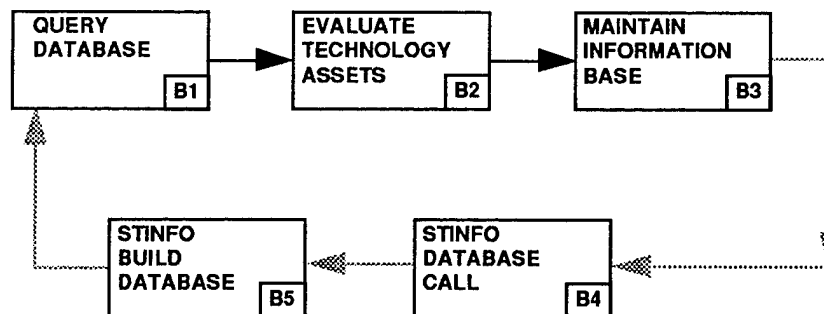 QUERY
DATABASE
B1
EVALUATE
TECHNOLOGY
ASSETS
B2
MAINTAIN
INFORMATION
BASE
B3
STINFO
BUILD
DATABASE
B5
STINFO
DATABASE
CALL
B4